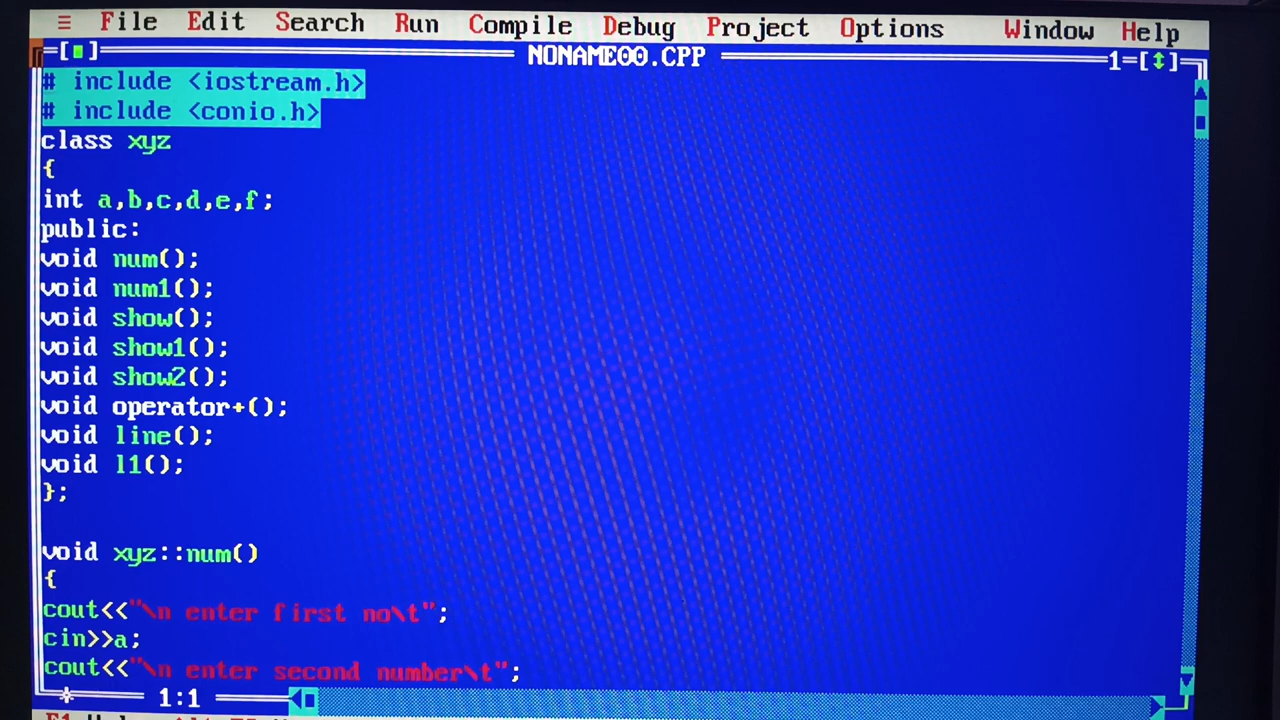 ≡ File Edit Search Run Compile Debug Project Options Window Help
[■] NONAME00.CPP 1=[↕]
# include <iostream.h>
# include <conio.h>
class xyz
{
int a,b,c,d,e,f;
public:
void num();
void num1();
void show();
void show1();
void show2();
void operator+();
void line();
void l1();
};
void xyz::num()
{
cout<<"\n enter first no\t";
cin>>a;
cout<<"\n enter second number\t";
* 1:1